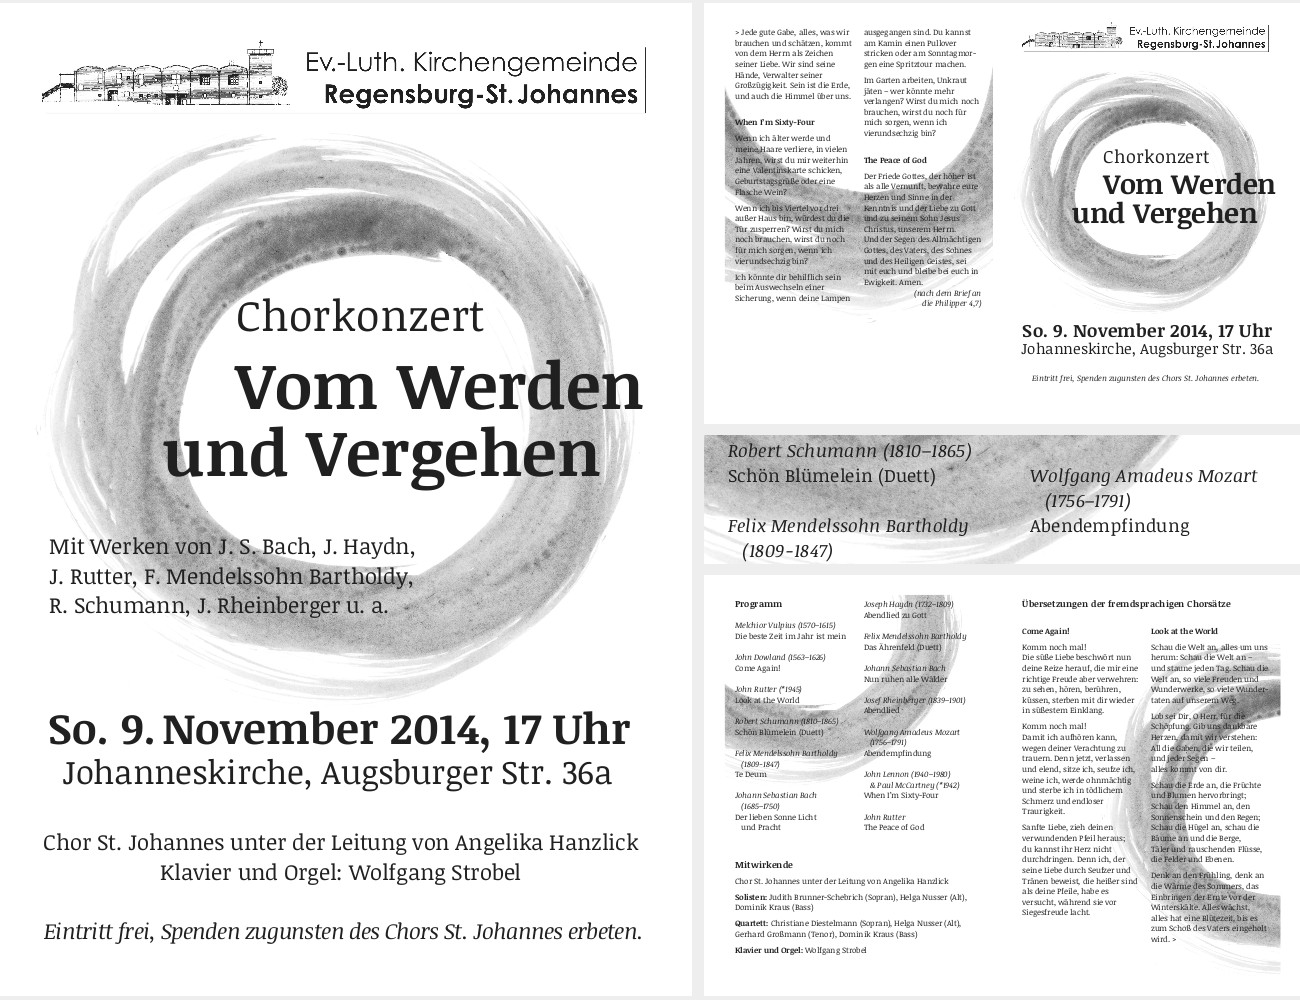 Ev.-Luth. Kirchengemeinde
Regensburg-St. Johannes
Chorkonzert
Vom Werden
und Vergehen
Mit Werken von J. S. Bach, J. Haydn,
J. Rutter, F. Mendelssohn Bartholdy,
R. Schumann, J. Rheinberger u. a.
So. 9. November 2014, 17 Uhr
Johanneskirche, Augsburger Str. 36a
Chor St. Johannes unter der Leitung von Angelika Hanzlick
Klavier und Orgel: Wolfgang Strobel
Eintritt frei, Spenden zugunsten des Chors St. Johannes erbeten.
> Jede gute Gabe, alles, was wir
brauchen und schätzen, kommt
von dem Herrn als Zeichen
seiner Liebe. Wir sind seine
Hände, Verwalter seiner
Großzügigkeit. Sein ist die Erde,
und auch die Himmel über uns.
When I'm Sixty-Four
Wenn ich älter werde und
meine Haare verliere, in vielen
Jahren, wirst du mir weiterhin
eine Valentinskarte schicken,
Geburtstagsgrüße oder eine
Flasche Wein?
Wenn ich bis Viertel vor drei
außer Haus bin, würdest du die
Tür zusperren? Wirst du mich
noch brauchen, wirst du noch
für mich sorgen, wenn ich
vierundsechzig bin?
Ich könnte dir behilflich sein
beim Auswechseln einer
Sicherung, wenn deine Lampen
ausgegangen sind. Du kannst
am Kamin einen Pullover
stricken oder am Sonntagmor-
gen eine Spritztour machen.
Im Garten arbeiten, Unkraut
jäten – wer könnte mehr
verlangen? Wirst du mich noch
brauchen, wirst du noch für
mich sorgen, wenn ich
vierundsechzig bin?
The Peace of God
Der Friede Gottes, der höher ist
als alle Vernunft, bewahre eure
Herzen und Sinne in der
Kenntnis und der Liebe zu Gott
und zu seinem Sohn Jesus
Christus, unserem Herrn.
Und der Segen des Allmächtigen
Gottes, des Vaters, des Sohnes
und des Heiligen Geistes, sei
mit euch und bleibe bei euch in
Ewigkeit. Amen.
(nach dem Brief an
die Philipper 4,7)
Ev.-Luth. Kirchengemeinde
Regensburg-St. Johannes
Chorkonzert
Vom Werden
und Vergehen
So. 9. November 2014, 17 Uhr
Johanneskirche, Augsburger Str. 36a
Eintritt frei, Spenden zugunsten des Chors St. Johannes erbeten.
Robert Schumann (1810–1865)
Schön Blümelein (Duett)
Felix Mendelssohn Bartholdy
(1809-1847)
Wolfgang Amadeus Mozart
(1756–1791)
Abendempfindung
Programm
Melchior Vulpius (1570–1615)
Die beste Zeit im Jahr ist mein
John Dowland (1563–1626)
Come Again!
John Rutter (*1945)
Look at the World
Robert Schumann (1810–1865)
Schön Blümelein (Duett)
Felix Mendelssohn Bartholdy
(1809-1847)
Te Deum
Johann Sebastian Bach
(1685–1750)
Der lieben Sonne Licht
und Pracht
Joseph Haydn (1732–1809)
Abendlied zu Gott
Felix Mendelssohn Bartholdy
Das Ährenfeld (Duett)
Johann Sebastian Bach
Nun ruhen alle Wälder
Josef Rheinberger (1839–1901)
Abendlied
Wolfgang Amadeus Mozart
(1756–1791)
Abendempfindung
John Lennon (1940–1980)
& Paul McCartney (*1942)
When I'm Sixty-Four
John Rutter
The Peace of God
Mitwirkende
Chor St. Johannes unter der Leitung von Angelika Hanzlick
Solisten: Judith Brunner-Schebrich (Sopran), Helga Nusser (Alt),
Dominik Kraus (Bass)
Quartett: Christiane Diestelmann (Sopran), Helga Nusser (Alt),
Gerhard Großmann (Tenor), Dominik Kraus (Bass)
Klavier und Orgel: Wolfgang Strobel
Übersetzungen der fremdsprachigen Chorsätze
Come Again!
Komm noch mal!
Die süße Liebe beschwört nun
deine Reize herauf, die mir eine
richtige Freude aber verwehren:
zu sehen, hören, berühren,
küssen, sterben mit dir wieder
in süßestem Einklang.
Komm noch mal!
Damit ich aufhören kann,
wegen deiner Verachtung zu
trauern. Denn jetzt, verlassen
und elend, sitze ich, seufze ich,
weine ich, werde ohnmächtig
und sterbe ich in tödlichem
Schmerz und endloser
Traurigkeit.
Sanfte Liebe, zieh deinen
verwundenden Pfeil heraus;
du kannst ihr Herz nicht
durchdringen. Denn ich, der
seine Liebe durch Seufzer und
Tränen beweist, die heißer sind
als deine Pfeile, habe es
versucht, während sie vor
Siegesfreude lacht.
Look at the World
Schau die Welt an, alles um uns
herum: Schau die Welt an –
und staune jeden Tag. Schau die
Welt an, so viele Freuden und
Wunderwerke, so viele Wunder-
taten auf unserem Weg.
Lob sei Dir, O Herr, für die
Schöpfung. Gib uns dankbare
Herzen, damit wir verstehen:
All die Gaben, die wir teilen,
und jeder Segen –
alles kommt von dir.
Schau die Erde an, die Früchte
und Blumen hervorbringt;
Schau den Himmel an, den
Sonnenschein und den Regen;
Schau die Hügel an, schau die
Bäume an und die Berge,
Täler und rauschenden Flüsse,
die Felder und Ebenen.
Denk an den Frühling, denk an
die Wärme des Sommers, das
Einbringen der Ernte vor der
Winterskälte. Alles wächst,
alles hat eine Blütezeit, bis es
zum Schoß des Vaters eingeholt
wird. >